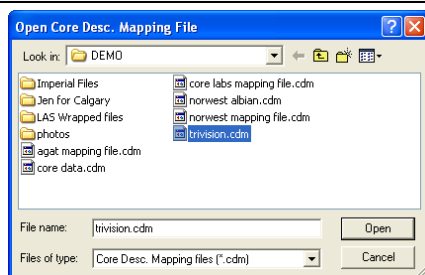 Open Core Desc. Mapping File
Look in: DEMO
Imperial Files
Jen for Calgary
LAS Wrapped files
photos
agat mapping file.cdm
core data.cdm
core labs mapping file.cdm
norwest albian.cdm
norwest mapping file.cdm
trivision.cdm
File name: trivision.cdm
Open
Files of type: Core Desc. Mapping files (*.cdm)
Cancel